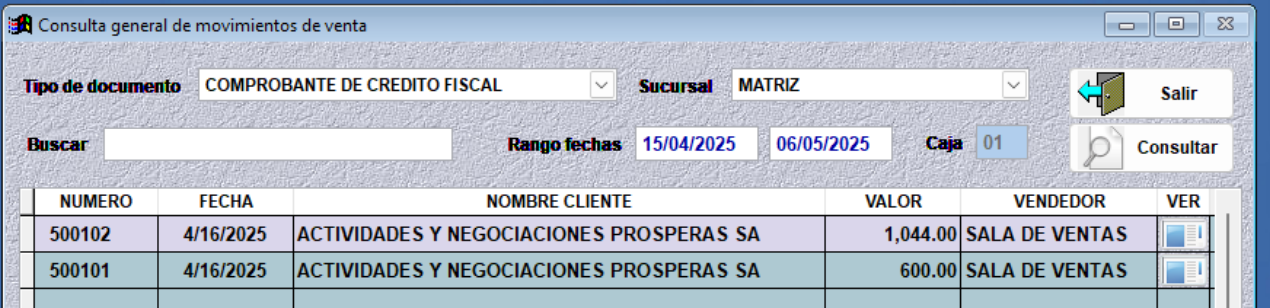 Consulta general de movimientos de venta
Tipo de documento COMPROBANTE DE CREDITO FISCAL Sucursal MATRIZ Salir
Buscar Rango fechas 15/04/2025 06/05/2025 Caja 01 Consultar
NUMERO FECHA NOMBRE CLIENTE VALOR VENDEDOR VER
500102 4/16/2025 ACTIVIDADES Y NEGOCIACIONES PROSPERAS SA 1,044.00 SALA DE VENTAS
500101 4/16/2025 ACTIVIDADES Y NEGOCIACIONES PROSPERAS SA 600.00 SALA DE VENTAS